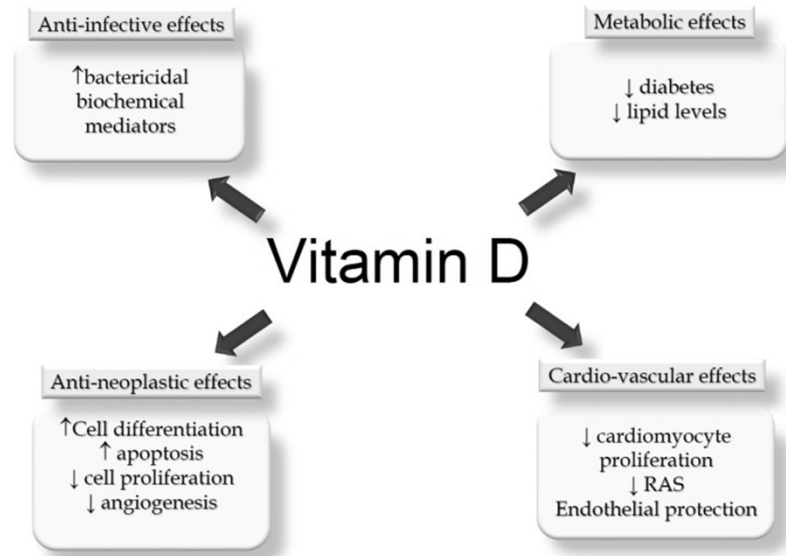 Anti-infective effects
↑bactericidal
biochemical
mediators
Metabolic effects
↓ diabetes
↓ lipid levels
Vitamin D
Anti-neoplastic effects
↑Cell differentiation
↑ apoptosis
↓ cell proliferation
↓ angiogenesis
Cardio-vascular effects
↓ cardiomyocyte
proliferation
↓ RAS
Endothelial protection